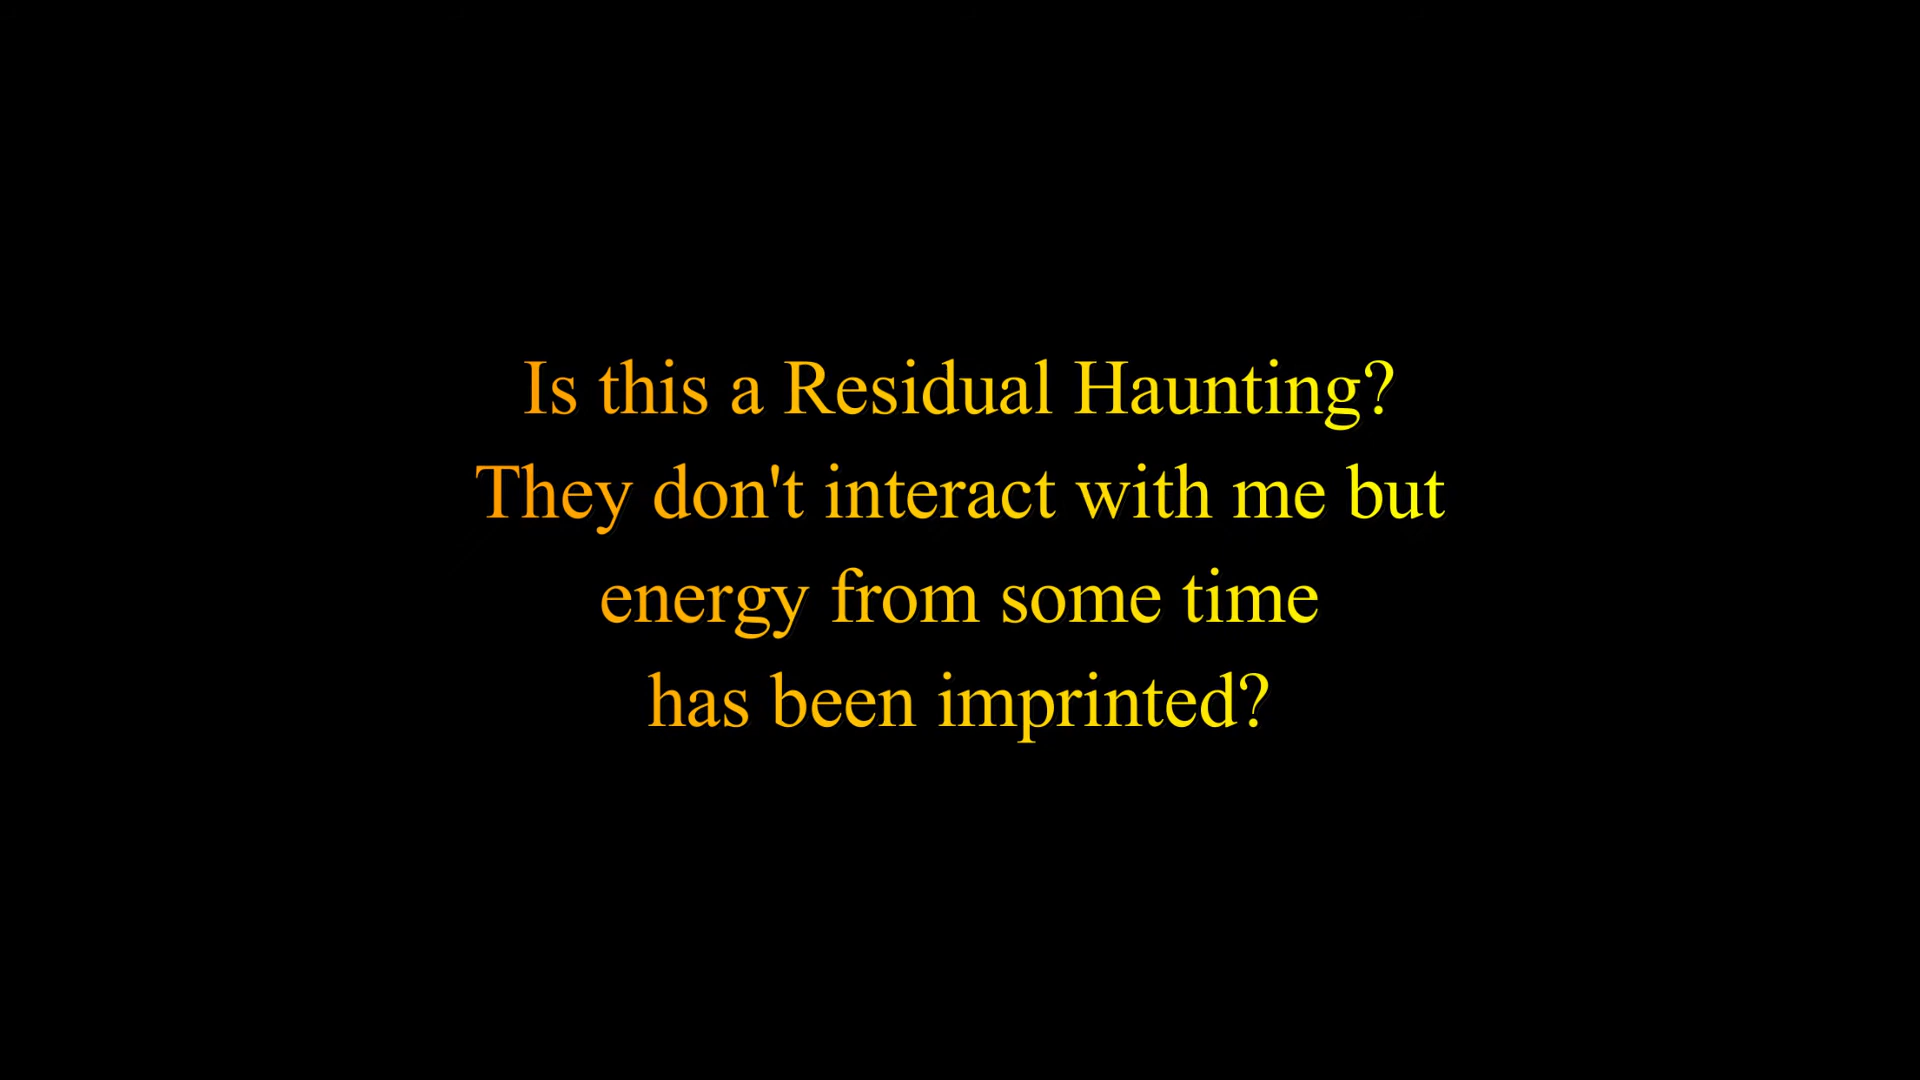 Is this a Residual Haunting?
They don't interact with me but
energy from some time
has been imprinted?